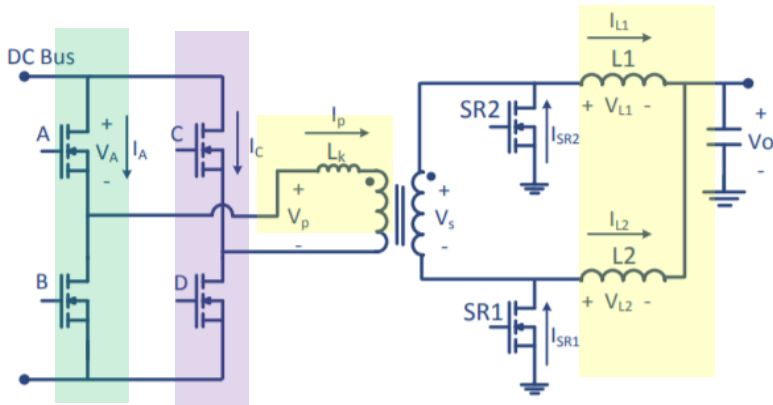 DC Bus
A
+
V_A
-
I_A
C
I_C
B
D
I_p
L_k
+
V_p
-
+
V_s
-
SR2
I_SR2
SR1
I_SR1
I_L1
L1
+ V_L1 -
I_L2
L2
+ V_L2 -
+
Vo
-